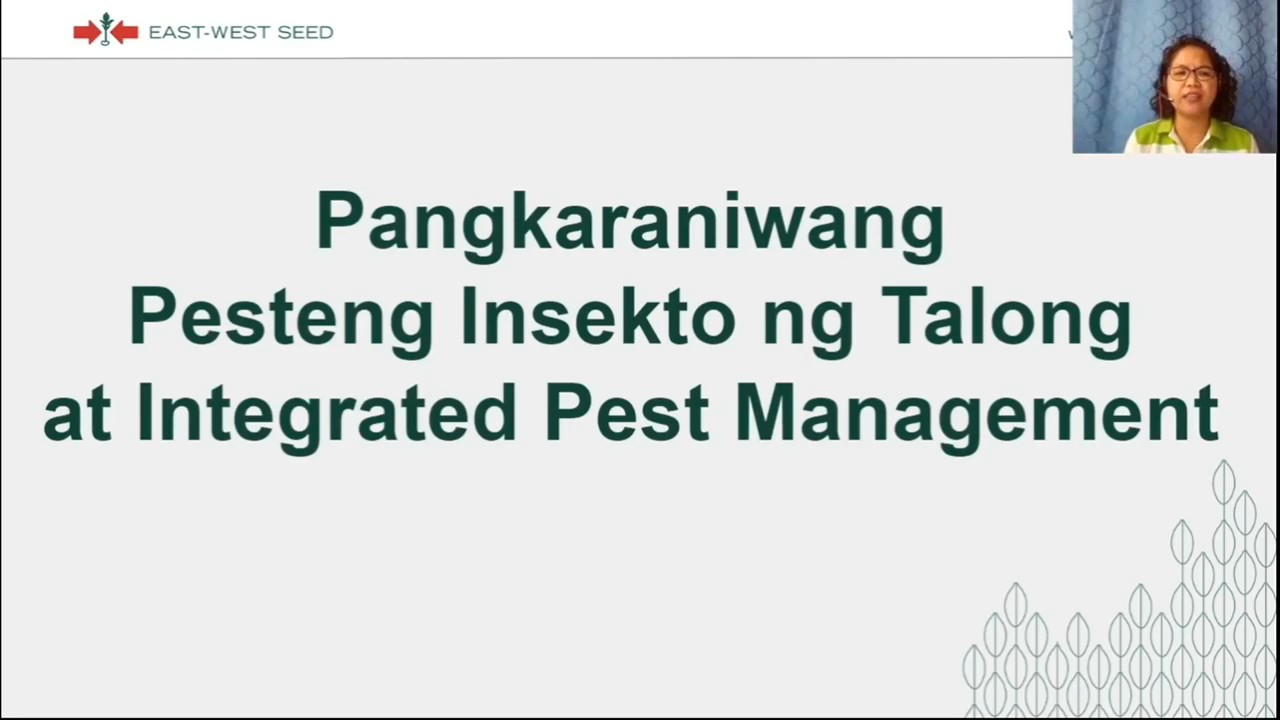 EAST-WEST SEED
Pangkaraniwang
Pesteng Insekto ng Talong
at Integrated Pest Management